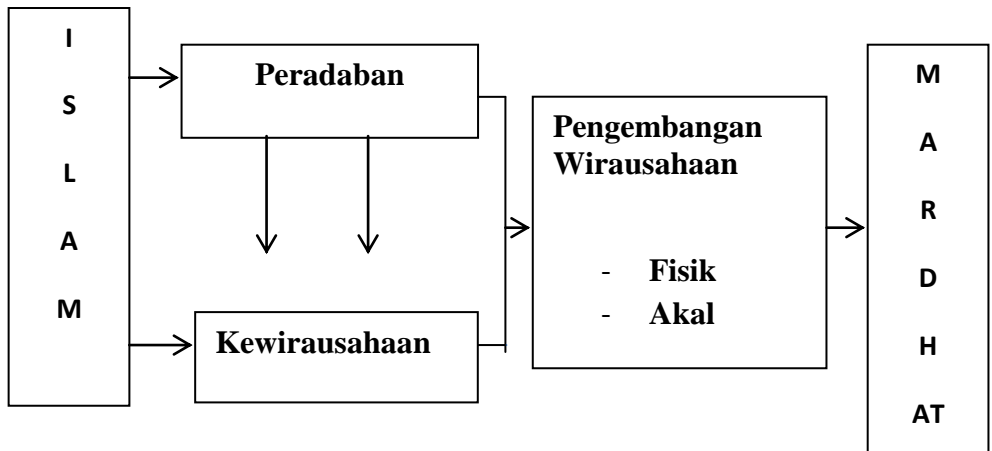 I
S
L
A
M
Peradaban
Kewirausahaan
Pengembangan
Wirausahaan
- Fisik
- Akal
M
A
R
D
H
AT